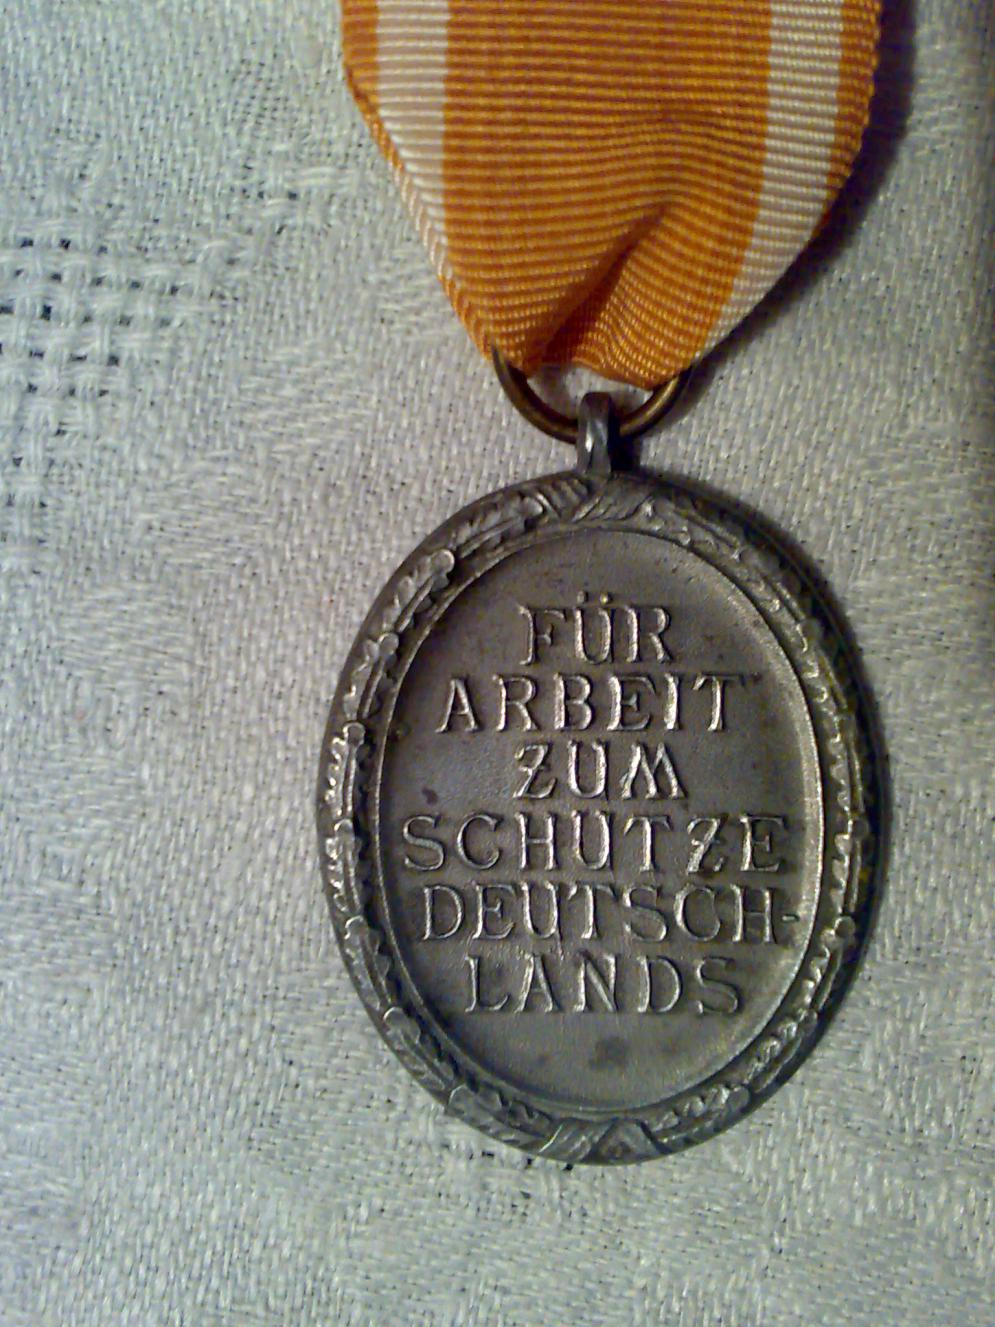 FÜR
ARBEIT
ZUM
SCHUTZE
DEUTSCH-
LANDS